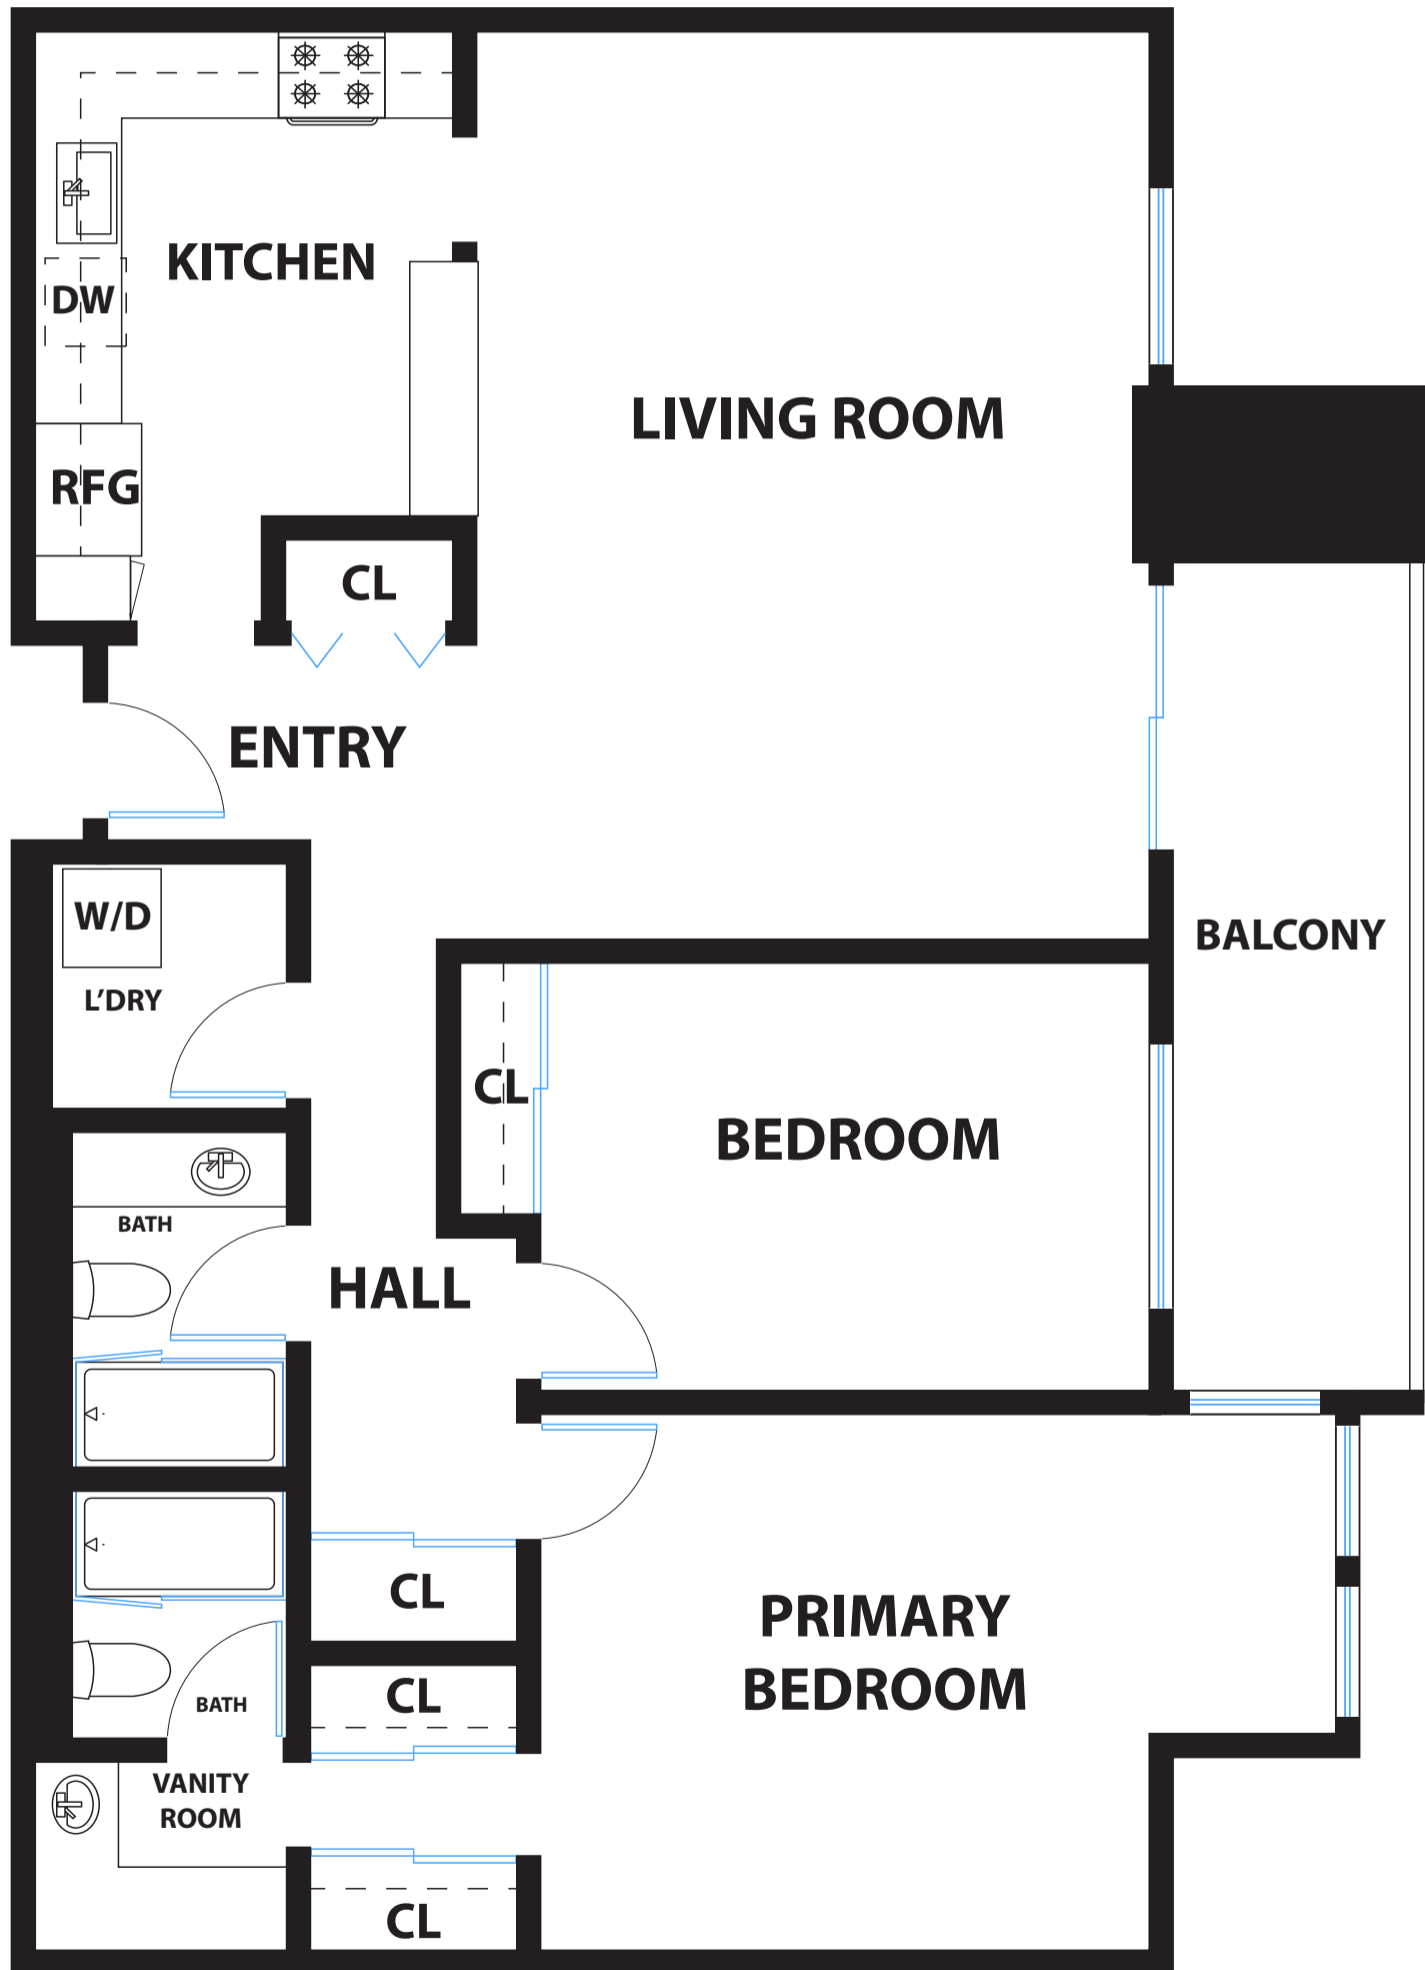 KITCHEN
DW
LIVING ROOM
RFG
CL
ENTRY
W/D
L'DRY
BALCONY
CL
BEDROOM
BATH
HALL
CL
PRIMARY
BEDROOM
CL
BATH
VANITY
ROOM
CL